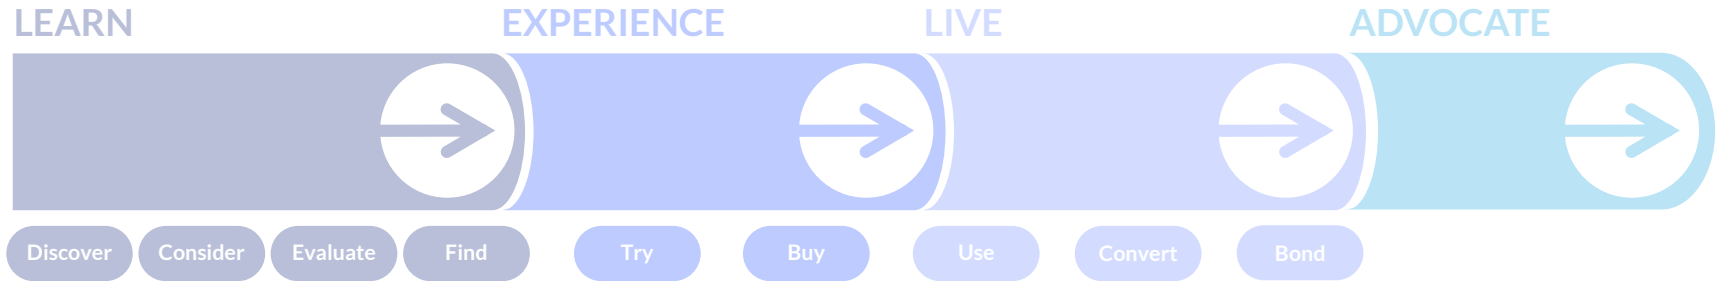 LEARN
EXPERIENCE
LIVE
ADVOCATE
Discover
Consider
Evaluate
Find
Try
Buy
Use
Convert
Bond